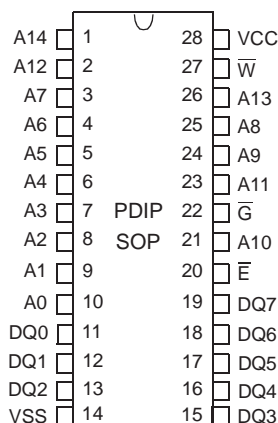 A14 1 28 VCC
A12 2 27 W̅
A7 3 26 A13
A6 4 25 A8
A5 5 24 A9
A4 6 23 A11
A3 7 PDIP 22 G̅
A2 8 SOP 21 A10
A1 9 20 E̅
A0 10 19 DQ7
DQ0 11 18 DQ6
DQ1 12 17 DQ5
DQ2 13 16 DQ4
VSS 14 15 DQ3